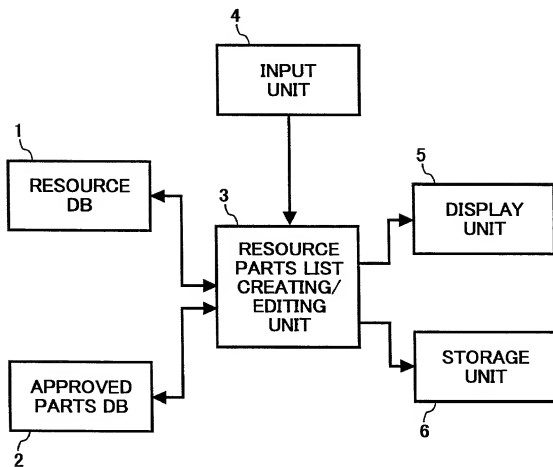 4
INPUT
UNIT
1
RESOURCE
DB
3
RESOURCE
PARTS LIST
CREATING/
EDITING
UNIT
5
DISPLAY
UNIT
APPROVED
PARTS DB
2
STORAGE
UNIT
6